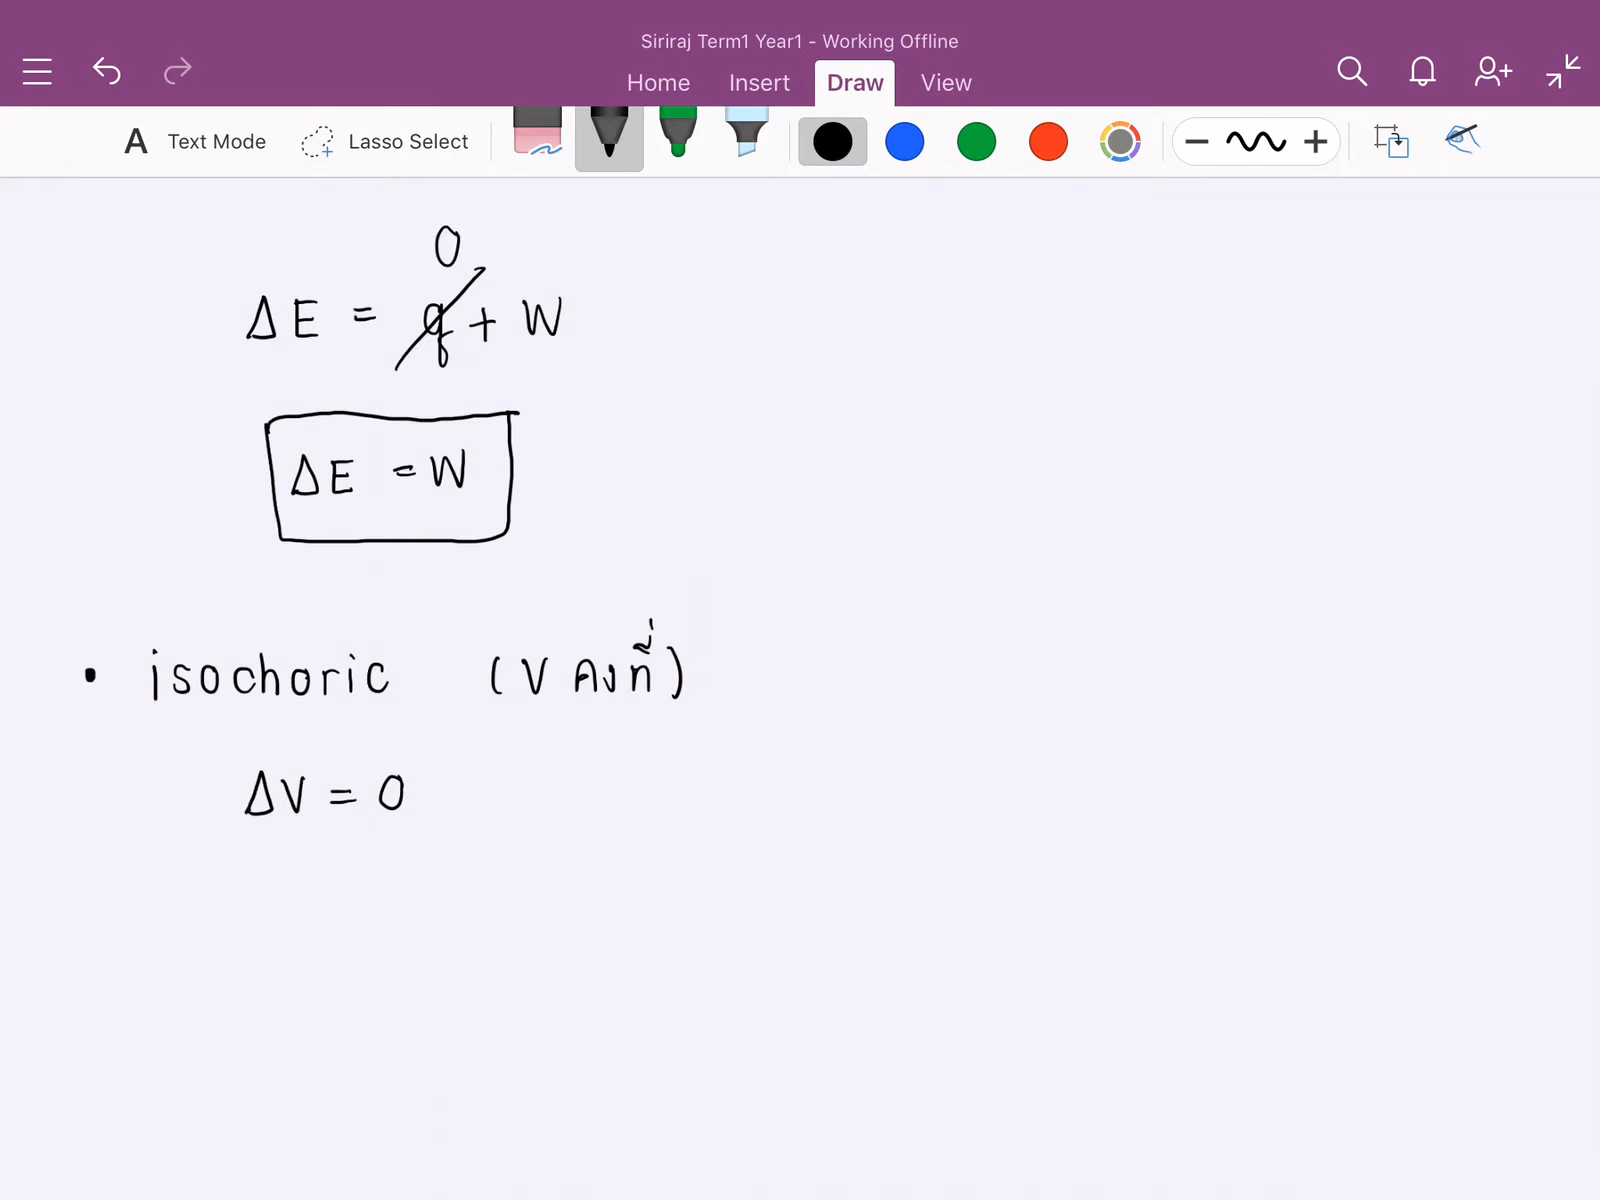 Siriraj Term1 Year1 - Working Offline
Home Insert Draw View
A Text Mode Lasso Select
0
ΔE = q + W
ΔE = W
• isochoric (V คงที่)
ΔV = 0